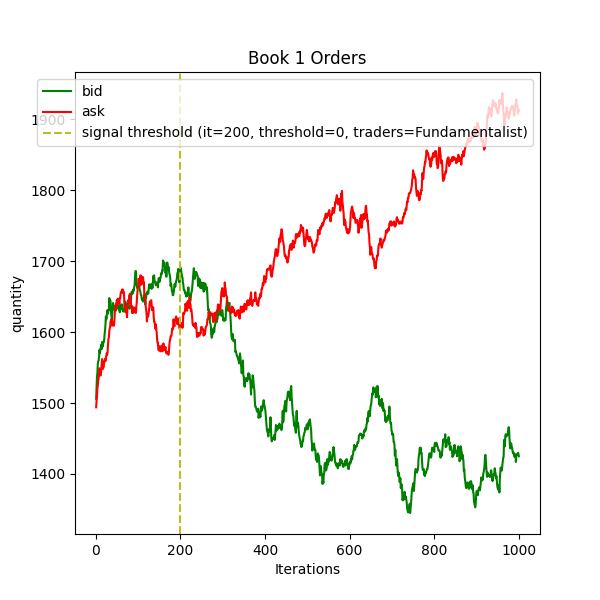 Book 1 Orders
bid
ask
signal threshold (it=200, threshold=0, traders=Fundamentalist)
1900
1800
1700
1600
1500
1400
quantity
0 200 400 600 800 1000
Iterations